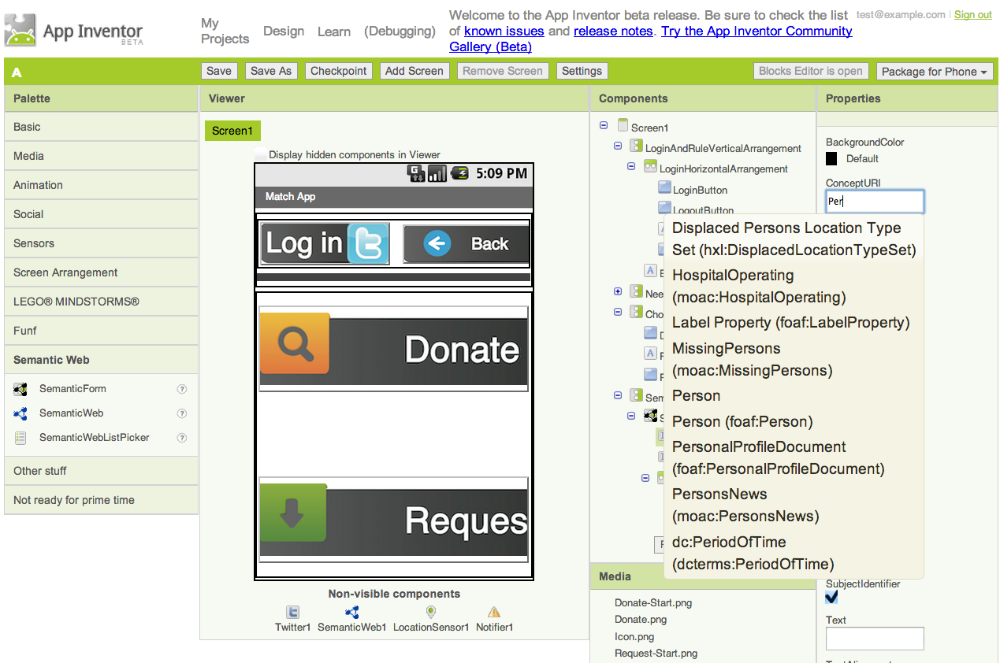 App Inventor
BETA
My Projects
Design
Learn
(Debugging)
Welcome to the App Inventor beta release. Be sure to check the list
of known issues and release notes. Try the App Inventor Community
Gallery (Beta)
test@example.com | Sign out
A
Save
Save As
Checkpoint
Add Screen
Remove Screen
Settings
Blocks Editor is open
Package for Phone
Palette
Basic
Media
Animation
Social
Sensors
Screen Arrangement
LEGO® MINDSTORMS®
Funf
Semantic Web
SemanticForm
?
SemanticWeb
?
SemanticWebListPicker
?
Other stuff
Not ready for prime time
Viewer
Screen1
Display hidden components in Viewer
5:09 PM
Match App
Log in
Back
Donate
Reques
Non-visible components
Twitter1
SemanticWeb1
LocationSensor1
Notifier1
Components
Screen1
LoginAndRuleVerticalArrangement
LoginHorizontalArrangement
LoginButton
LogoutButton
Nee
Cho
Sem
Media
Donate-Start.png
Donate.png
Icon.png
Request-Start.png
Properties
BackgroundColor
Default
ConceptURI
Per
Displaced Persons Location Type
Set (hxl:DisplacedLocationTypeSet)
HospitalOperating
(moac:HospitalOperating)
Label Property (foaf:LabelProperty)
MissingPersons
(moac:MissingPersons)
Person
Person (foaf:Person)
PersonalProfileDocument
(foaf:PersonalProfileDocument)
PersonsNews
(moac:PersonsNews)
dc:PeriodOfTime
(dcterms:PeriodOfTime)
SubjectIdentifier
Text